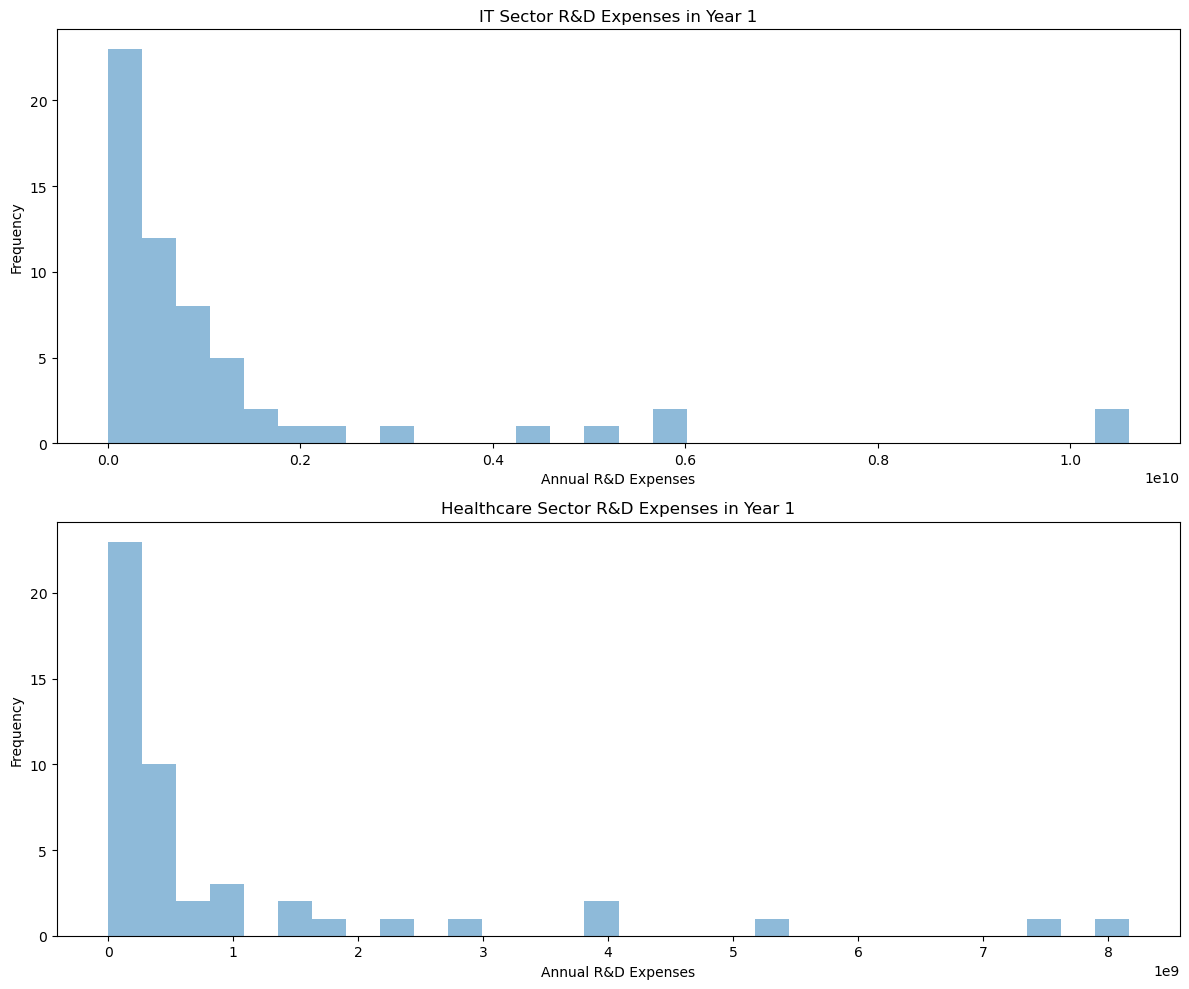 IT Sector R&D Expenses in Year 1
Frequency
20
15
10
5
0
0.0 0.2 0.4 0.6 0.8 1.0
1e10
Annual R&D Expenses
Healthcare Sector R&D Expenses in Year 1
Frequency
20
15
10
5
0
0 1 2 3 4 5 6 7 8
1e9
Annual R&D Expenses